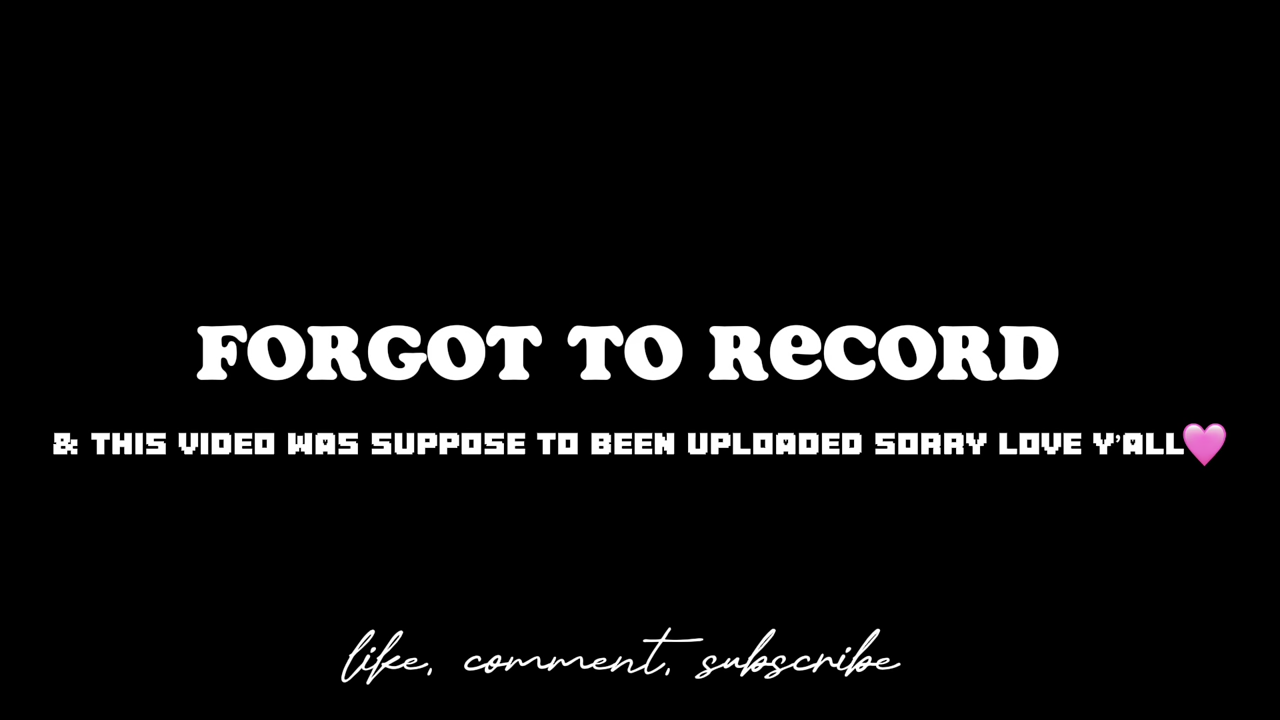 FORGOT TO ReCORD
& THIS VIDEO WAS SUPPOSE TO BEEN UPLOADED SORRY LOVE Y'ALL🩷
like, comment, subscribe